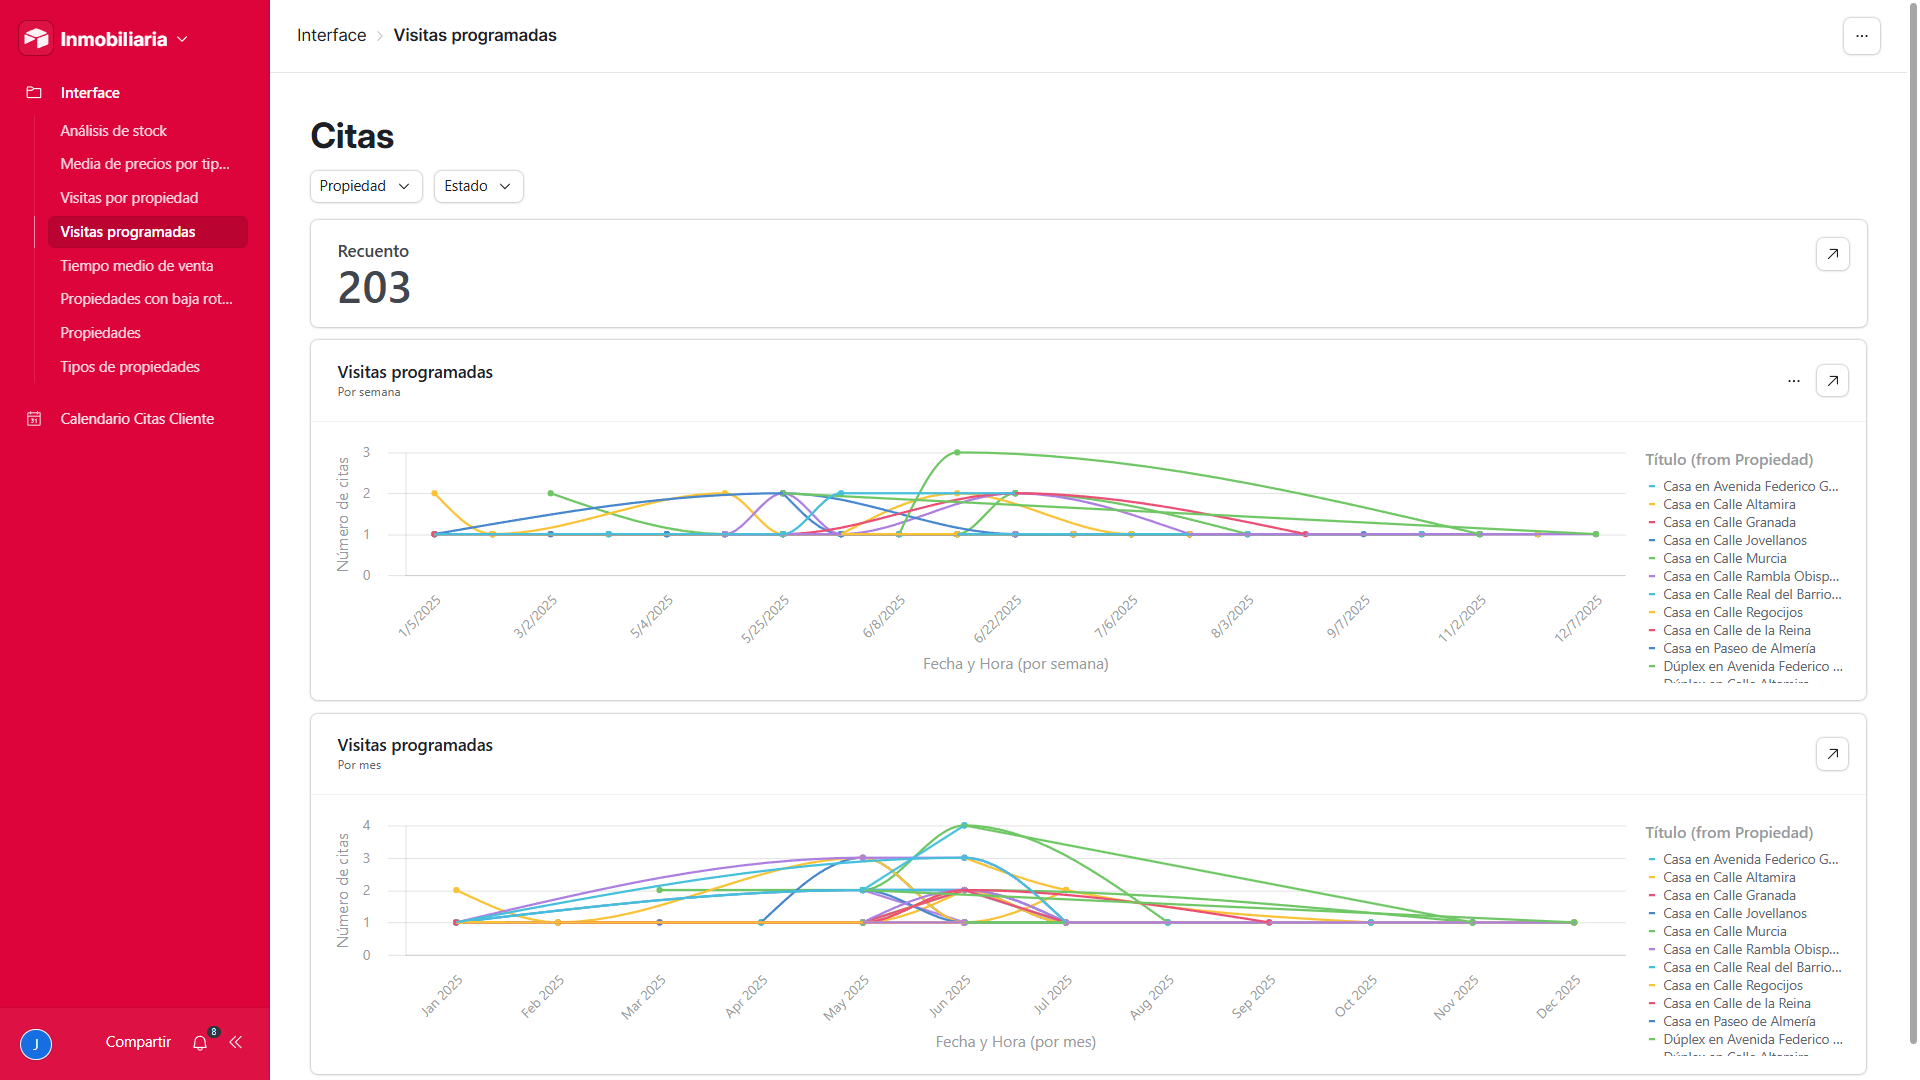 Inmobiliaria
Interface
Análisis de stock
Media de precios por tip...
Visitas por propiedad
Visitas programadas
Tiempo medio de venta
Propiedades con baja rot...
Propiedades
Tipos de propiedades
31
Calendario Citas Cliente
J
Compartir
8
Interface
Visitas programadas
...
Citas
Propiedad
Estado
Recuento
203
Visitas programadas
Por semana
...
Número de citas
3
2
1
0
1/5/2025
3/2/2025
5/4/2025
5/25/2025
6/8/2025
6/22/2025
7/6/2025
8/3/2025
9/7/2025
11/2/2025
12/7/2025
Fecha y Hora (por semana)
Título (from Propiedad)
Casa en Avenida Federico G...
Casa en Calle Altamira
Casa en Calle Granada
Casa en Calle Jovellanos
Casa en Calle Murcia
Casa en Calle Rambla Obisp...
Casa en Calle Real del Barrio...
Casa en Calle Regocijos
Casa en Calle de la Reina
Casa en Paseo de Almería
Dúplex en Avenida Federico ...
Dúplex en Calle Altamira
Visitas programadas
Por mes
Número de citas
4
3
2
1
0
Jan 2025
Feb 2025
Mar 2025
Apr 2025
May 2025
Jun 2025
Jul 2025
Aug 2025
Sep 2025
Oct 2025
Nov 2025
Dec 2025
Fecha y Hora (por mes)
Título (from Propiedad)
Casa en Avenida Federico G...
Casa en Calle Altamira
Casa en Calle Granada
Casa en Calle Jovellanos
Casa en Calle Murcia
Casa en Calle Rambla Obisp...
Casa en Calle Real del Barrio...
Casa en Calle Regocijos
Casa en Calle de la Reina
Casa en Paseo de Almería
Dúplex en Avenida Federico ...
Dúplex en Calle Altamira